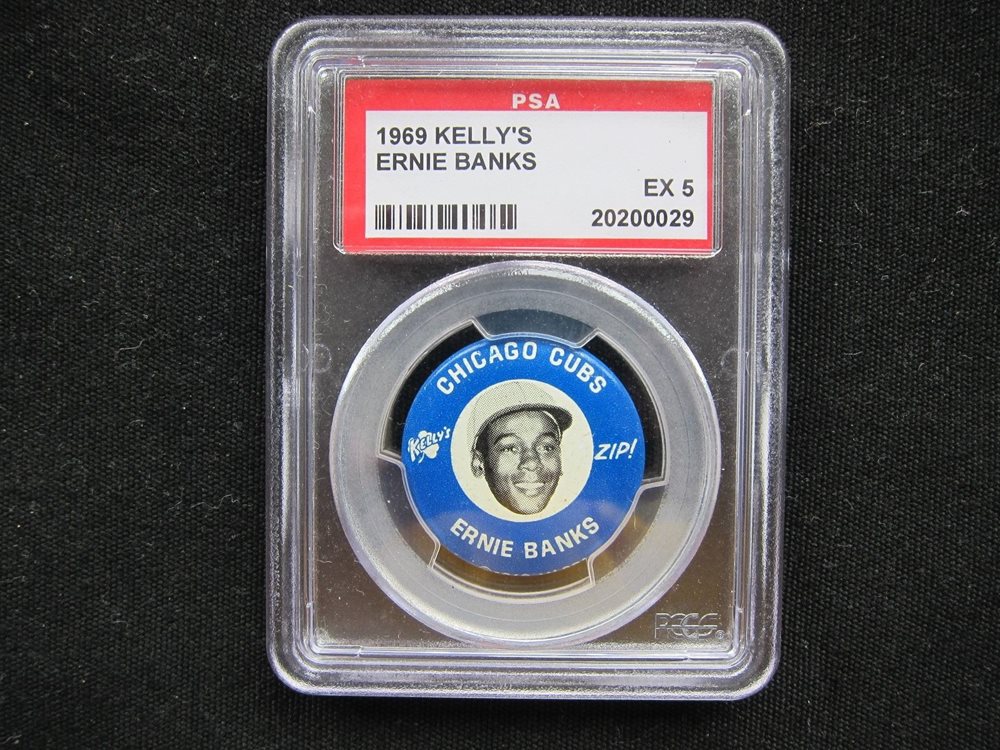 PSA
1969 KELLY'S
ERNIE BANKS
EX 5
20200029
CHICAGO CUBS
KELLY'S
ZIP!
ERNIE BANKS
PCGS®